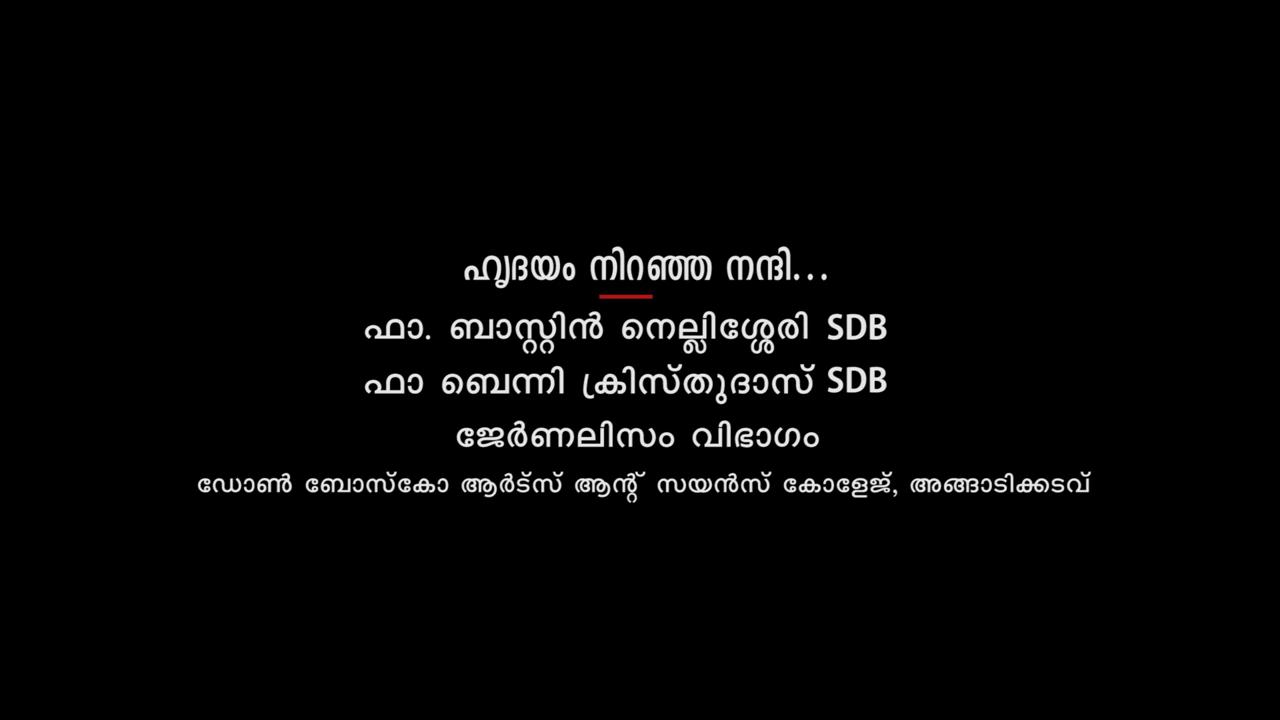 ഹൃദയം നിറഞ്ഞ നന്ദി...
ഫാ. ബാസ്റ്റിൻ നെല്ലിശ്ശേരി SDB
ഫാ ബെന്നി ക്രിസ്തുദാസ് SDB
ജേർണലിസം വിഭാഗം
ഡോൺ ബോസ്കോ ആർട്സ് ആന്റ് സയൻസ് കോളേജ്, അങ്ങാടിക്കടവ്